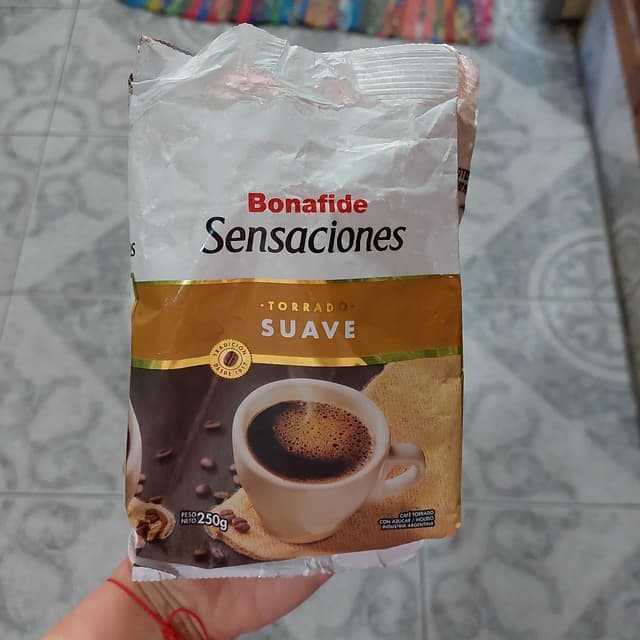 Bonafide
Sensaciones
S
·TORRADO·
SUAVE
TRADICIÓN
DESDE 1917
PESO
NETO 250g
CAFÉ TORRADO
CON AZÚCAR / MOLIDO
INDUSTRIA ARGENTINA